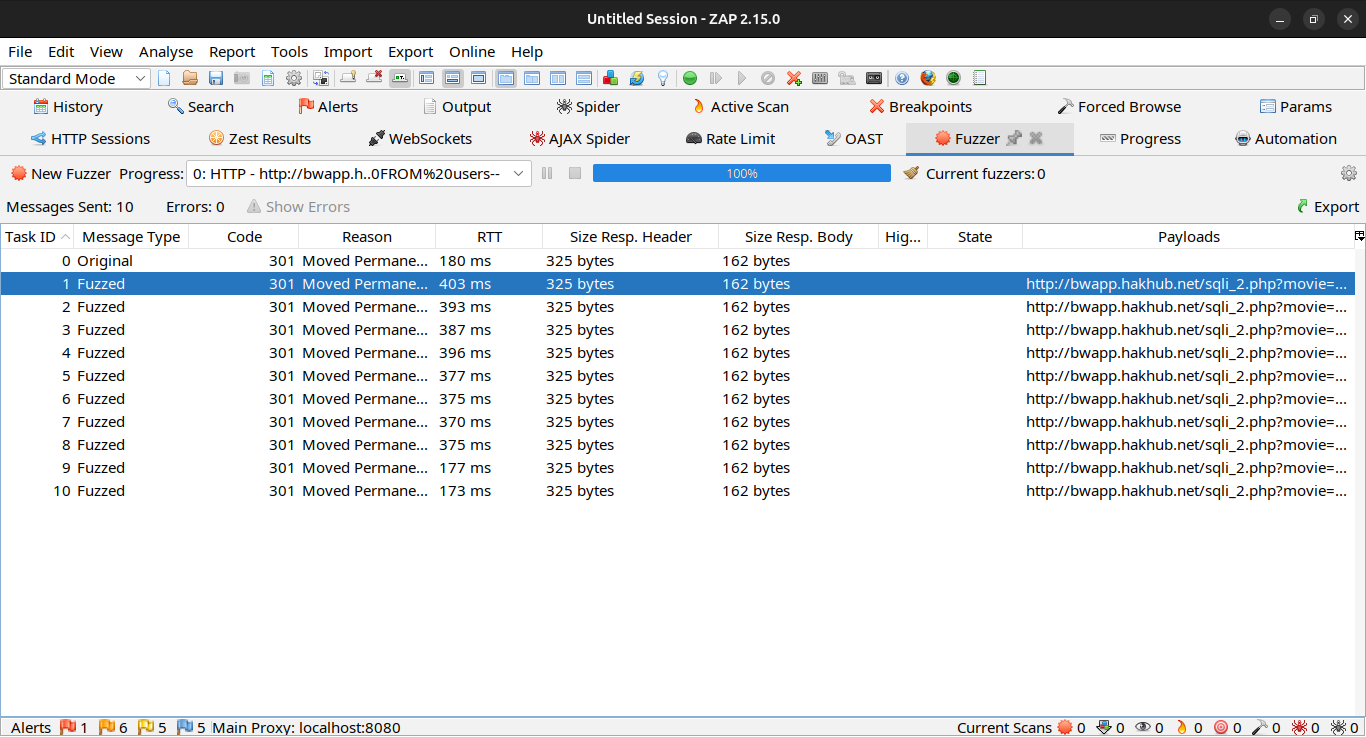 Untitled Session - ZAP 2.15.0
File Edit View Analyse Report Tools Import Export Online Help
Standard Mode
History Search Alerts Output Spider Active Scan Breakpoints Forced Browse Params
HTTP Sessions Zest Results WebSockets AJAX Spider Rate Limit OAST Fuzzer Progress Automation
New Fuzzer Progress: 0: HTTP - http://bwapp.h..0FROM%20users-- 100% Current fuzzers: 0
Messages Sent: 10 Errors: 0 Show Errors Export
Task ID Message Type Code Reason RTT Size Resp. Header Size Resp. Body Hig... State Payloads
0 Original 301 Moved Permane... 180 ms 325 bytes 162 bytes
1 Fuzzed 301 Moved Permane... 403 ms 325 bytes 162 bytes http://bwapp.hakhub.net/sqli_2.php?movie=...
2 Fuzzed 301 Moved Permane... 393 ms 325 bytes 162 bytes http://bwapp.hakhub.net/sqli_2.php?movie=...
3 Fuzzed 301 Moved Permane... 387 ms 325 bytes 162 bytes http://bwapp.hakhub.net/sqli_2.php?movie=...
4 Fuzzed 301 Moved Permane... 396 ms 325 bytes 162 bytes http://bwapp.hakhub.net/sqli_2.php?movie=...
5 Fuzzed 301 Moved Permane... 377 ms 325 bytes 162 bytes http://bwapp.hakhub.net/sqli_2.php?movie=...
6 Fuzzed 301 Moved Permane... 375 ms 325 bytes 162 bytes http://bwapp.hakhub.net/sqli_2.php?movie=...
7 Fuzzed 301 Moved Permane... 370 ms 325 bytes 162 bytes http://bwapp.hakhub.net/sqli_2.php?movie=...
8 Fuzzed 301 Moved Permane... 375 ms 325 bytes 162 bytes http://bwapp.hakhub.net/sqli_2.php?movie=...
9 Fuzzed 301 Moved Permane... 177 ms 325 bytes 162 bytes http://bwapp.hakhub.net/sqli_2.php?movie=...
10 Fuzzed 301 Moved Permane... 173 ms 325 bytes 162 bytes http://bwapp.hakhub.net/sqli_2.php?movie=...
Alerts 1 6 5 5 Main Proxy: localhost:8080 Current Scans 0 0 0 0 0 0 0 0